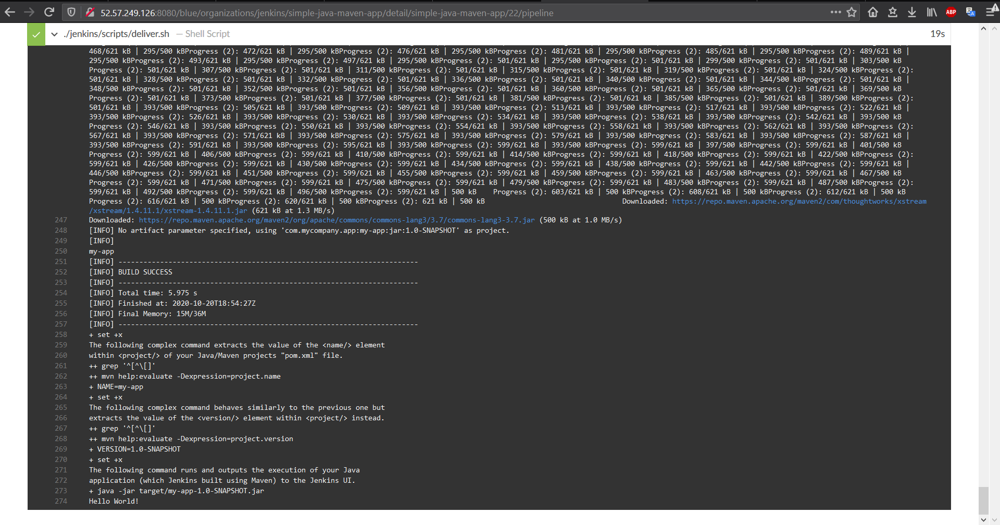 52.57.249.126:8080/blue/organizations/jenkins/simple-java-maven-app/detail/simple-java-maven-app/22/pipeline
ABP
./jenkins/scripts/deliver.sh — Shell Script 19s
468/621 kB | 295/500 kBProgress (2): 472/621 kB | 295/500 kBProgress (2): 476/621 kB | 295/500 kBProgress (2): 481/621 kB | 295/500 kBProgress (2): 485/621 kB | 295/500 kBProgress (2): 489/621 kB |
295/500 kBProgress (2): 493/621 kB | 295/500 kBProgress (2): 497/621 kB | 295/500 kBProgress (2): 501/621 kB | 295/500 kBProgress (2): 501/621 kB | 299/500 kBProgress (2): 501/621 kB | 303/500 kB
Progress (2): 501/621 kB | 307/500 kBProgress (2): 501/621 kB | 311/500 kBProgress (2): 501/621 kB | 315/500 kBProgress (2): 501/621 kB | 319/500 kBProgress (2): 501/621 kB | 324/500 kBProgress (2):
501/621 kB | 328/500 kBProgress (2): 501/621 kB | 332/500 kBProgress (2): 501/621 kB | 336/500 kBProgress (2): 501/621 kB | 340/500 kBProgress (2): 501/621 kB | 344/500 kBProgress (2): 501/621 kB |
348/500 kBProgress (2): 501/621 kB | 352/500 kBProgress (2): 501/621 kB | 356/500 kBProgress (2): 501/621 kB | 360/500 kBProgress (2): 501/621 kB | 365/500 kBProgress (2): 501/621 kB | 369/500 kB
Progress (2): 501/621 kB | 373/500 kBProgress (2): 501/621 kB | 377/500 kBProgress (2): 501/621 kB | 381/500 kBProgress (2): 501/621 kB | 385/500 kBProgress (2): 501/621 kB | 389/500 kBProgress (2):
501/621 kB | 393/500 kBProgress (2): 505/621 kB | 393/500 kBProgress (2): 509/621 kB | 393/500 kBProgress (2): 513/621 kB | 393/500 kBProgress (2): 517/621 kB | 393/500 kBProgress (2): 522/621 kB |
393/500 kBProgress (2): 526/621 kB | 393/500 kBProgress (2): 530/621 kB | 393/500 kBProgress (2): 534/621 kB | 393/500 kBProgress (2): 538/621 kB | 393/500 kBProgress (2): 542/621 kB | 393/500 kB
Progress (2): 546/621 kB | 393/500 kBProgress (2): 550/621 kB | 393/500 kBProgress (2): 554/621 kB | 393/500 kBProgress (2): 558/621 kB | 393/500 kBProgress (2): 562/621 kB | 393/500 kBProgress (2):
567/621 kB | 393/500 kBProgress (2): 571/621 kB | 393/500 kBProgress (2): 575/621 kB | 393/500 kBProgress (2): 579/621 kB | 393/500 kBProgress (2): 583/621 kB | 393/500 kBProgress (2): 587/621 kB |
393/500 kBProgress (2): 591/621 kB | 393/500 kBProgress (2): 595/621 kB | 393/500 kBProgress (2): 599/621 kB | 393/500 kBProgress (2): 599/621 kB | 397/500 kBProgress (2): 599/621 kB | 401/500 kB
Progress (2): 599/621 kB | 406/500 kBProgress (2): 599/621 kB | 410/500 kBProgress (2): 599/621 kB | 414/500 kBProgress (2): 599/621 kB | 418/500 kBProgress (2): 599/621 kB | 422/500 kBProgress (2):
599/621 kB | 426/500 kBProgress (2): 599/621 kB | 430/500 kBProgress (2): 599/621 kB | 434/500 kBProgress (2): 599/621 kB | 438/500 kBProgress (2): 599/621 kB | 442/500 kBProgress (2): 599/621 kB |
446/500 kBProgress (2): 599/621 kB | 451/500 kBProgress (2): 599/621 kB | 455/500 kBProgress (2): 599/621 kB | 459/500 kBProgress (2): 599/621 kB | 463/500 kBProgress (2): 599/621 kB | 467/500 kB
Progress (2): 599/621 kB | 471/500 kBProgress (2): 599/621 kB | 475/500 kBProgress (2): 599/621 kB | 479/500 kBProgress (2): 599/621 kB | 483/500 kBProgress (2): 599/621 kB | 487/500 kBProgress (2):
599/621 kB | 492/500 kBProgress (2): 599/621 kB | 496/500 kBProgress (2): 599/621 kB | 500 kB    Progress (2): 603/621 kB | 500 kBProgress (2): 608/621 kB | 500 kBProgress (2): 612/621 kB | 500 kB
Progress (2): 616/621 kB | 500 kBProgress (2): 620/621 kB | 500 kBProgress (2): 621 kB | 500 kB                                 Downloaded: https://repo.maven.apache.org/maven2/com/thoughtworks/xstream
/xstream/1.4.11.1/xstream-1.4.11.1.jar (621 kB at 1.3 MB/s)
247 Downloaded: https://repo.maven.apache.org/maven2/org/apache/commons/commons-lang3/3.7/commons-lang3-3.7.jar (500 kB at 1.0 MB/s)
248 [INFO] No artifact parameter specified, using 'com.mycompany.app:my-app:jar:1.0-SNAPSHOT' as project.
249 [INFO]
250 my-app
251 [INFO] ------------------------------------------------------------------------
252 [INFO] BUILD SUCCESS
253 [INFO] ------------------------------------------------------------------------
254 [INFO] Total time: 5.975 s
255 [INFO] Finished at: 2020-10-20T18:54:27Z
256 [INFO] Final Memory: 15M/36M
257 [INFO] ------------------------------------------------------------------------
258 + set +x
259 The following complex command extracts the value of the <name/> element
260 within <project/> of your Java/Maven projects "pom.xml" file.
261 ++ grep '^[^\[]'
262 ++ mvn help:evaluate -Dexpression=project.name
263 + NAME=my-app
264 + set +x
265 The following complex command behaves similarly to the previous one but
266 extracts the value of the <version/> element within <project/> instead.
267 ++ grep '^[^\[]'
268 ++ mvn help:evaluate -Dexpression=project.version
269 + VERSION=1.0-SNAPSHOT
270 + set +x
271 The following command runs and outputs the execution of your Java
272 application (which Jenkins built using Maven) to the Jenkins UI.
273 + java -jar target/my-app-1.0-SNAPSHOT.jar
274 Hello World!